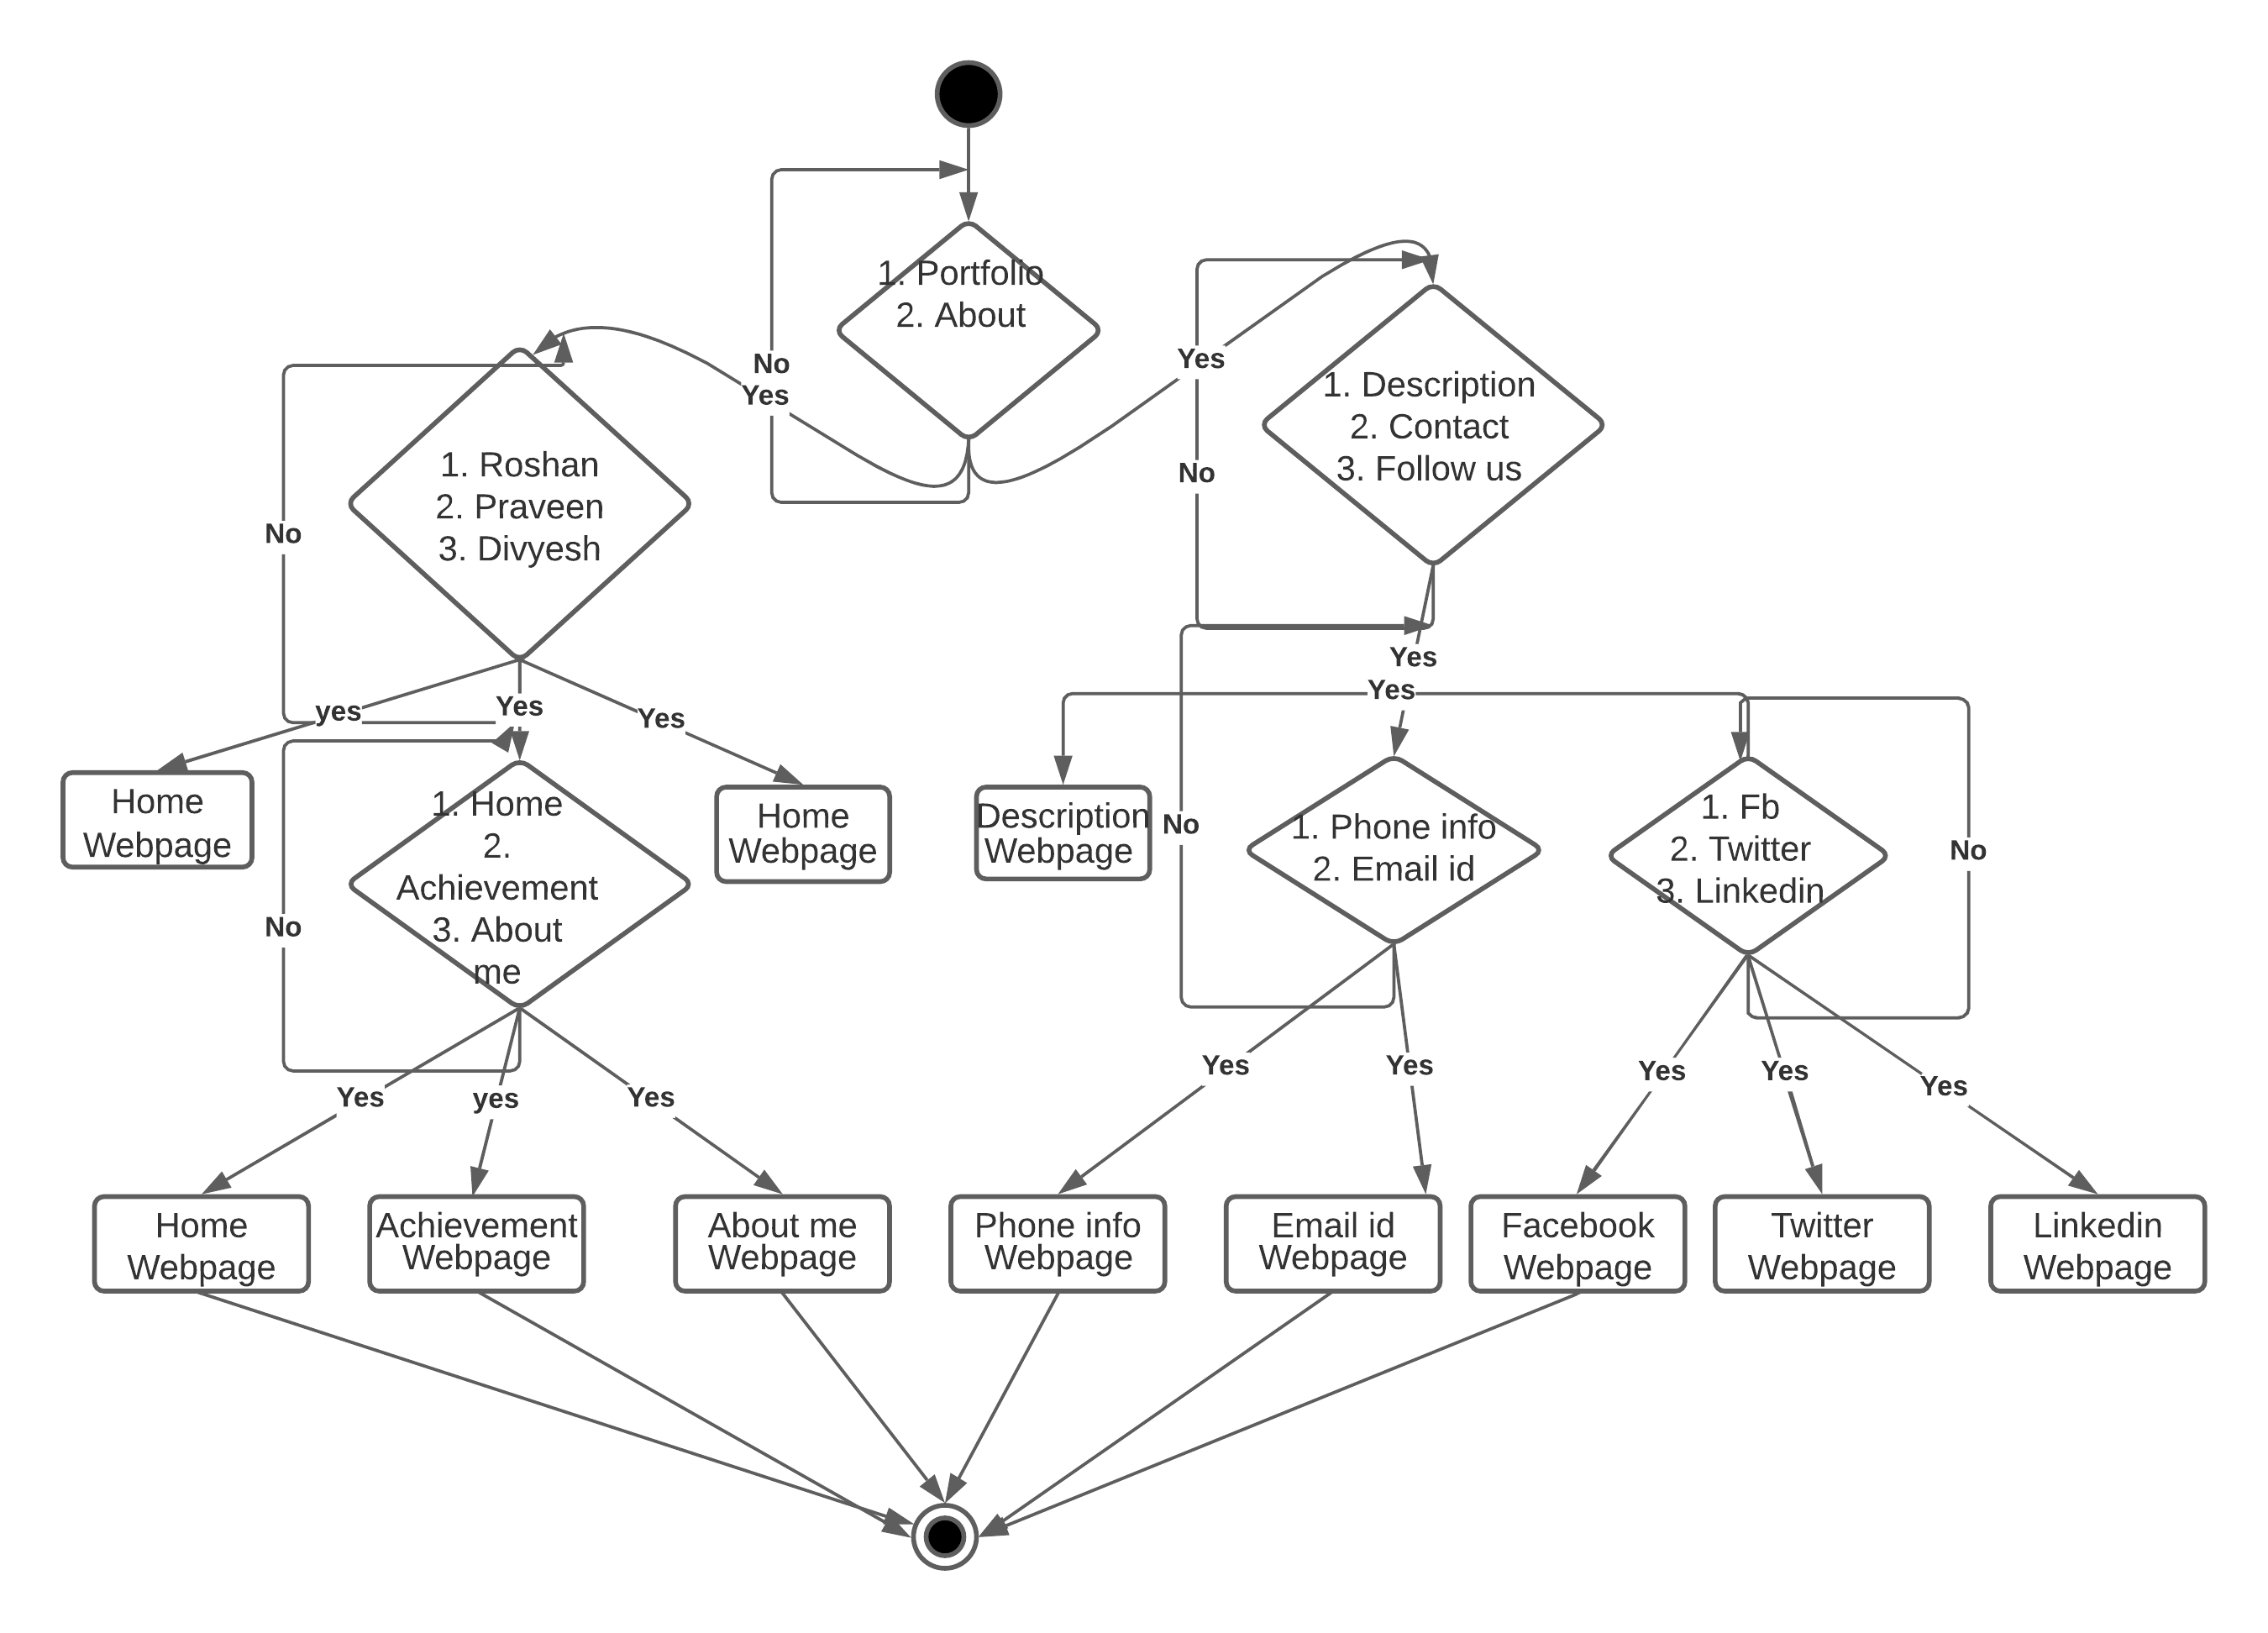 1. Portfolio
2. About
No
Yes
Yes
1. Description
2. Contact
3. Follow us
No
1. Roshan
2. Praveen
3. Divyesh
No
yes
Yes
Yes
Yes
Yes
Home
Webpage
1. Home
2.
Achievement
3. About
me
No
Home
Webpage
Description
Webpage
No
1. Phone info
2. Email id
1. Fb
2. Twitter
3. Linkedin
No
Yes
yes
Yes
Yes
Yes
Yes
Yes
Yes
Home
Webpage
Achievement
Webpage
About me
Webpage
Phone info
Webpage
Email id
Webpage
Facebook
Webpage
Twitter
Webpage
Linkedin
Webpage